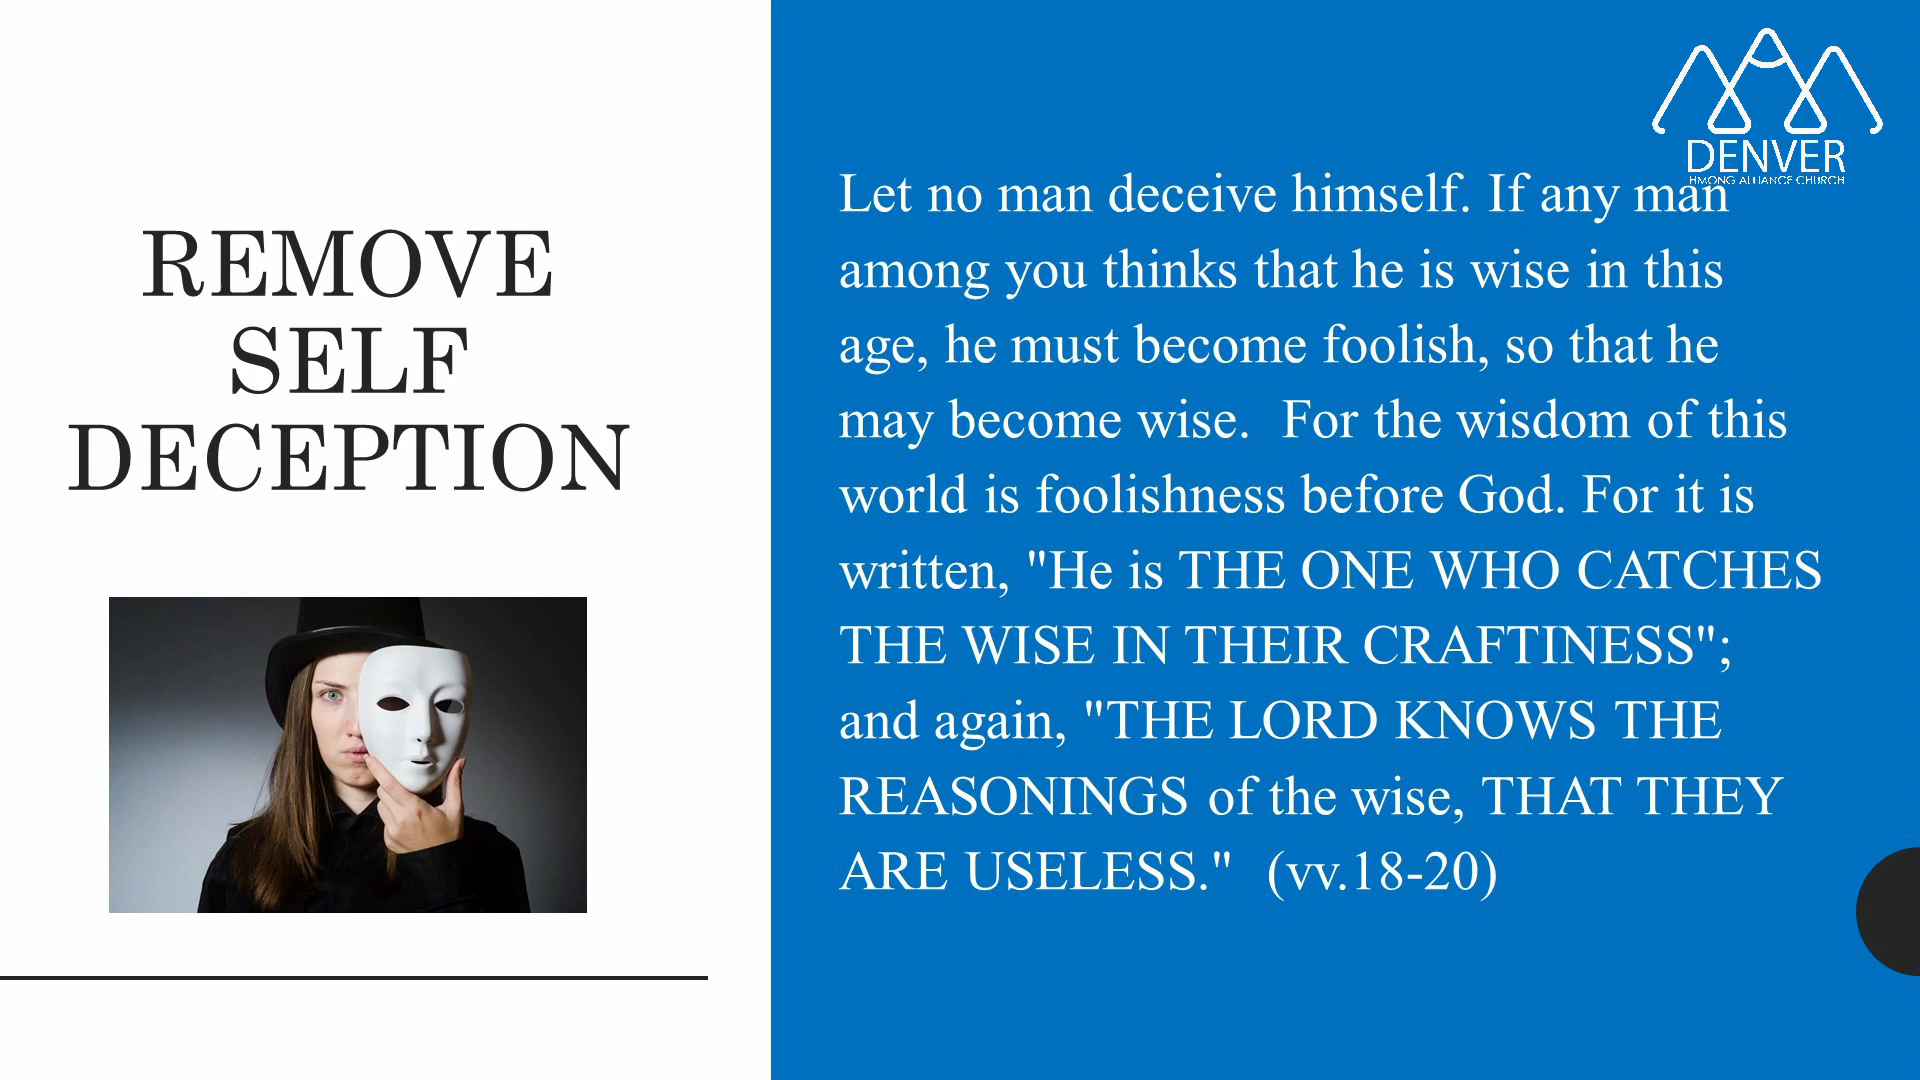 REMOVE
SELF
DECEPTION
DENVER
HMONG ALLIANCE CHURCH
Let no man deceive himself. If any man
among you thinks that he is wise in this
age, he must become foolish, so that he
may become wise.  For the wisdom of this
world is foolishness before God. For it is
written, "He is THE ONE WHO CATCHES
THE WISE IN THEIR CRAFTINESS";
and again, "THE LORD KNOWS THE
REASONINGS of the wise, THAT THEY
ARE USELESS."  (vv.18-20)